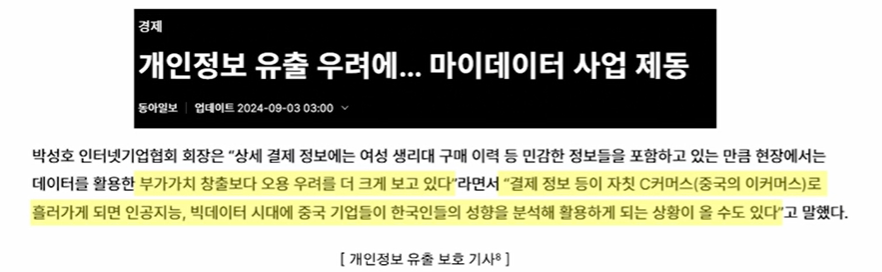 경제
개인정보 유출 우려에... 마이데이터 사업 제동
동아일보 | 업데이트 2024-09-03 03:00
박성호 인터넷기업협회 회장은 “상세 결제 정보에는 여성 생리대 구매 이력 등 민감한 정보들을 포함하고 있는 만큼 현장에서는
데이터를 활용한 부가가치 창출보다 오용 우려를 더 크게 보고 있다”라면서 “결제 정보 등이 자칫 C커머스(중국의 이커머스)로
흘러가게 되면 인공지능, 빅데이터 시대에 중국 기업들이 한국인들의 성향을 분석해 활용하게 되는 상황이 올 수도 있다”고 말했다.
[ 개인정보 유출 보호 기사⁸ ]